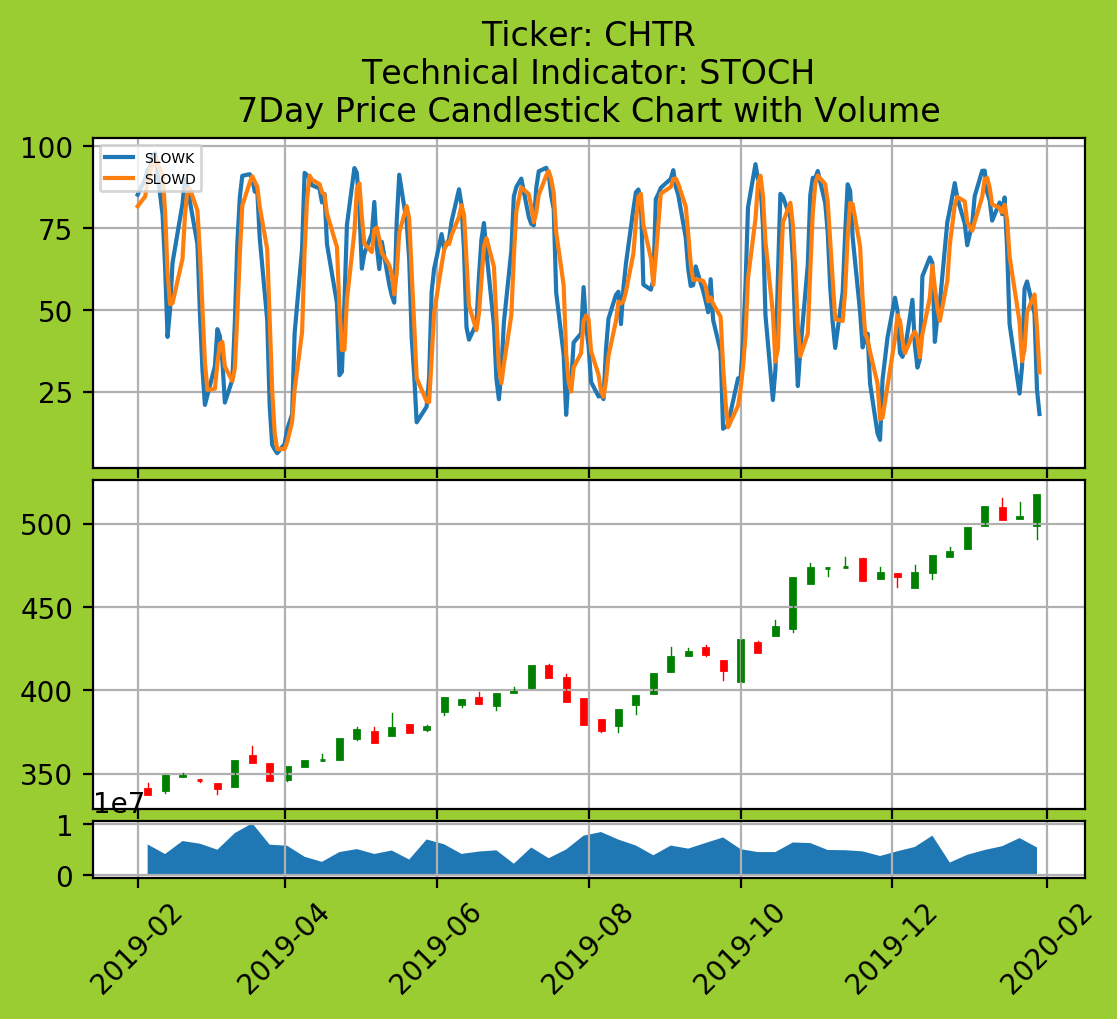 Ticker: CHTR
Technical Indicator: STOCH
7Day Price Candlestick Chart with Volume
100
75
50
25
SLOWK
SLOWD
500
450
400
350
1e7
1
0
2019-02
2019-04
2019-06
2019-08
2019-10
2019-12
2020-02